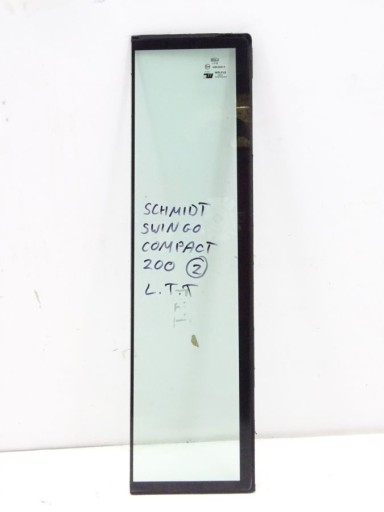 SCHMIDT
SWINGO
COMPACT
200 2
L.T.T